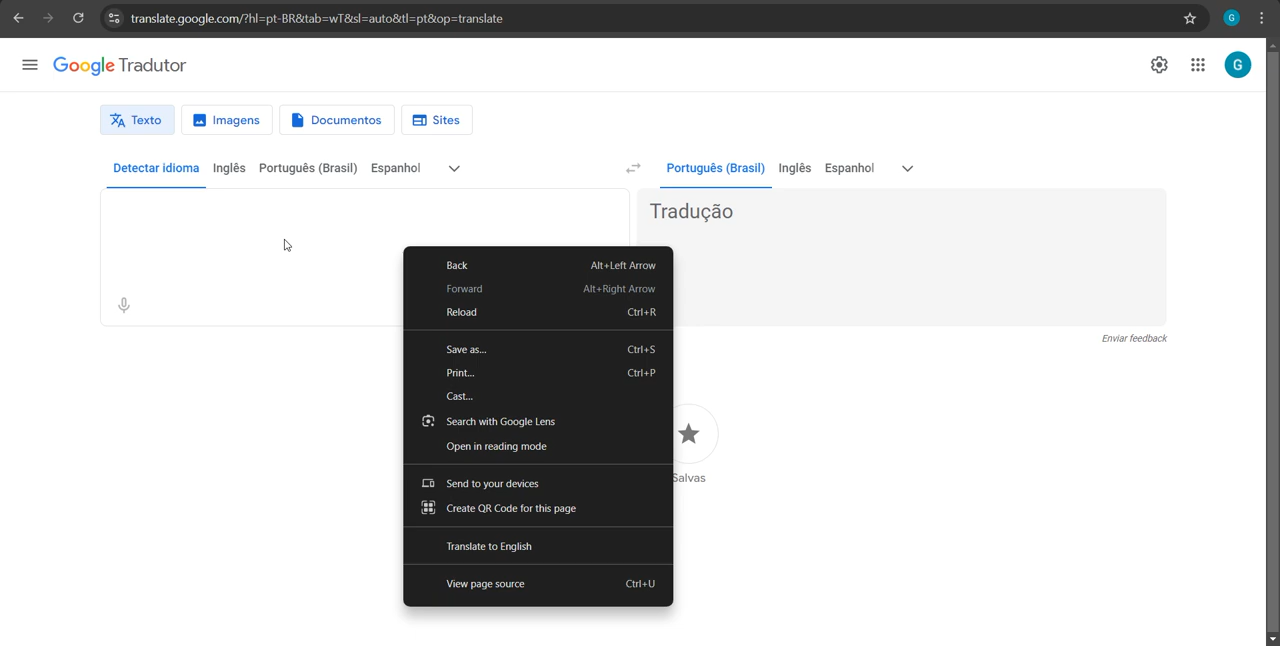 translate.google.com/?hl=pt-BR&tab=wT&sl=auto&tl=pt&op=translate
G
Google Tradutor
G
Texto
Imagens
Documentos
Sites
Detectar idioma Inglês Português (Brasil) Espanhol
Português (Brasil) Inglês Espanhol
Tradução
Back Alt+Left Arrow
Forward Alt+Right Arrow
Reload Ctrl+R
Enviar feedback
Save as... Ctrl+S
Print... Ctrl+P
Cast...
Search with Google Lens
Open in reading mode
Salvas
Send to your devices
Create QR Code for this page
Translate to English
View page source Ctrl+U